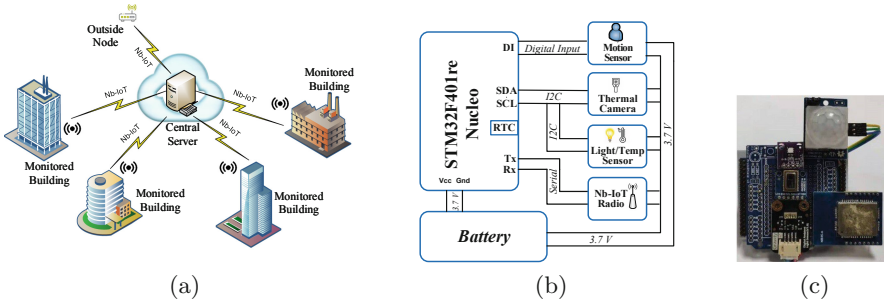 Outside
Node
Nb-IoT
Nb-IoT
Nb-IoT
Nb-IoT
Nb-IoT
Central
Server
Monitored
Building
Monitored
Building
Monitored
Building
Monitored
Building
(a)
STM32F401re
Nucleo
DI
Digital Input
Motion
Sensor
SDA
SCL
I2C
Thermal
Camera
RTC
I2C
Light/Temp
Sensor
3.7 V
Tx
Rx
Serial
Nb-IoT
Radio
Vcc Gnd
3.7 V
Battery
3.7 V
(b)
(c)